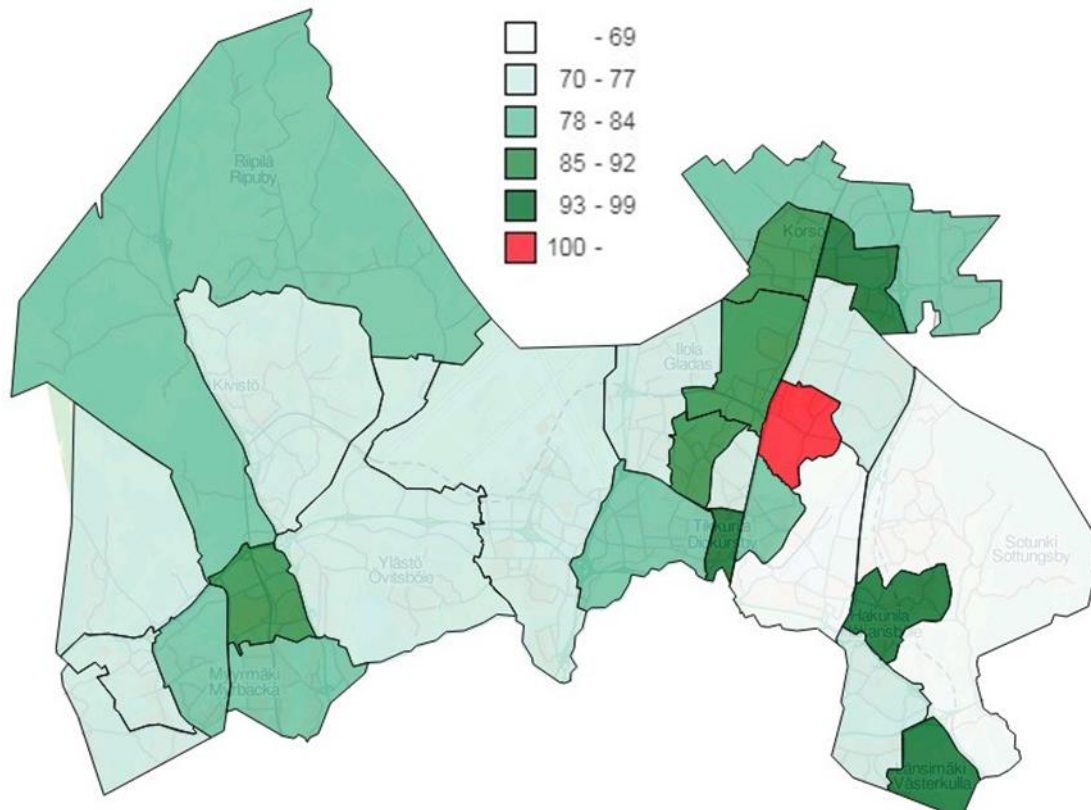 - 69
70 - 77
78 - 84
85 - 92
93 - 99
100 -
Riipilä
Ripuby
Korso
Ilola
Gladas
Kivistö
Tikkurila
Dickursby
Sotunki
Sottungsby
Ylästö
Övitsböle
Hakunila
Myyrmäki
Myrbacka
Länsimäki
Västerkulla